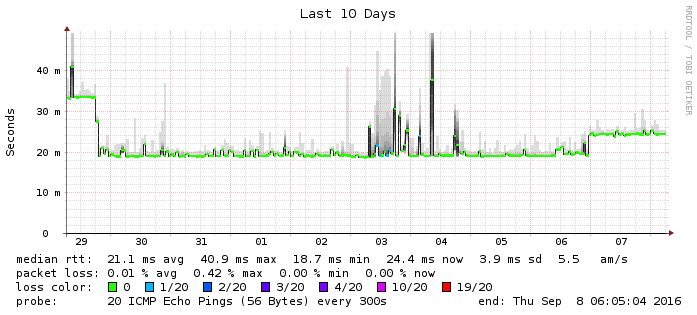 Last 10 Days
RRDTOOL / TOBI OETIKER
Seconds
40 m
30 m
20 m
10 m
0
29 30 31 01 02 03 04 05 06 07
median rtt: 21.1 ms avg 40.9 ms max 18.7 ms min 24.4 ms now 3.9 ms sd 5.5 am/s
packet loss: 0.01 % avg 0.42 % max 0.00 % min 0.00 % now
loss color: 0 1/20 2/20 3/20 4/20 10/20 19/20
probe: 20 ICMP Echo Pings (56 Bytes) every 300s end: Thu Sep 8 06:05:04 2016